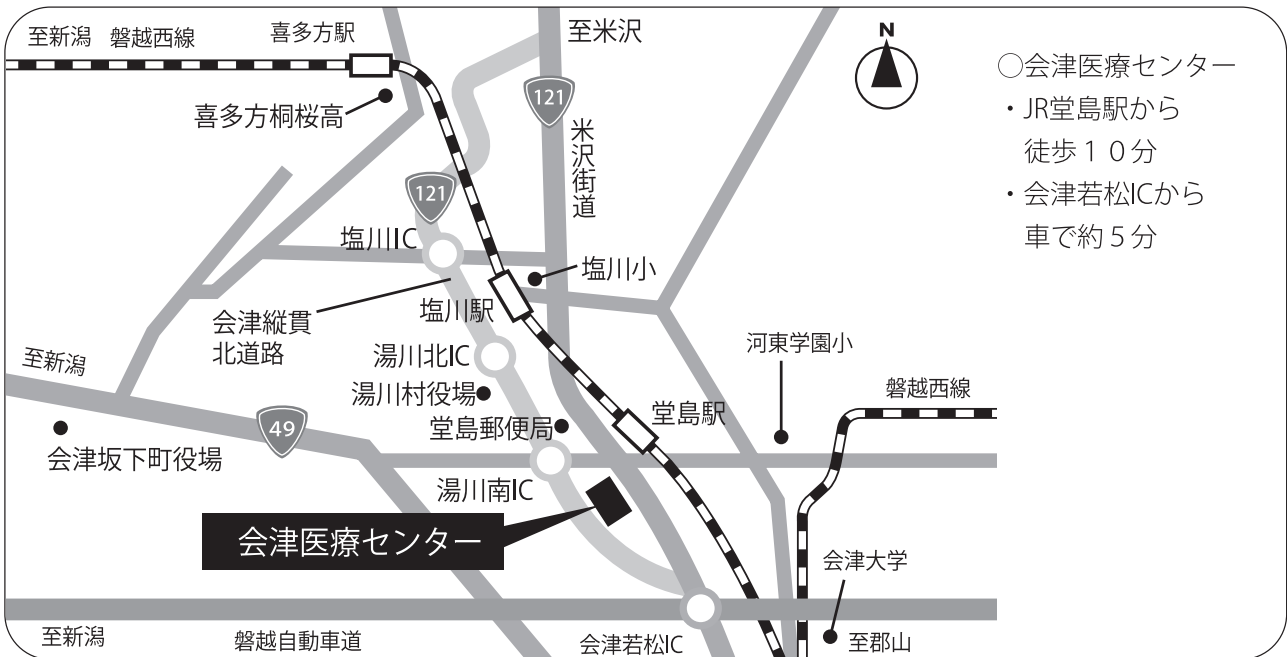 至新潟 磐越西線
喜多方駅
至米沢
N
○会津医療センター
・JR堂島駅から
徒歩１０分
・会津若松ICから
車で約５分
喜多方桐桜高
121
米沢街道
121
塩川IC
塩川小
塩川駅
会津縦貫
北道路
至新潟
湯川北IC
河東学園小
湯川村役場
磐越西線
49
堂島郵便局
堂島駅
会津坂下町役場
湯川南IC
会津医療センター
会津大学
至新潟
磐越自動車道
会津若松IC
至郡山